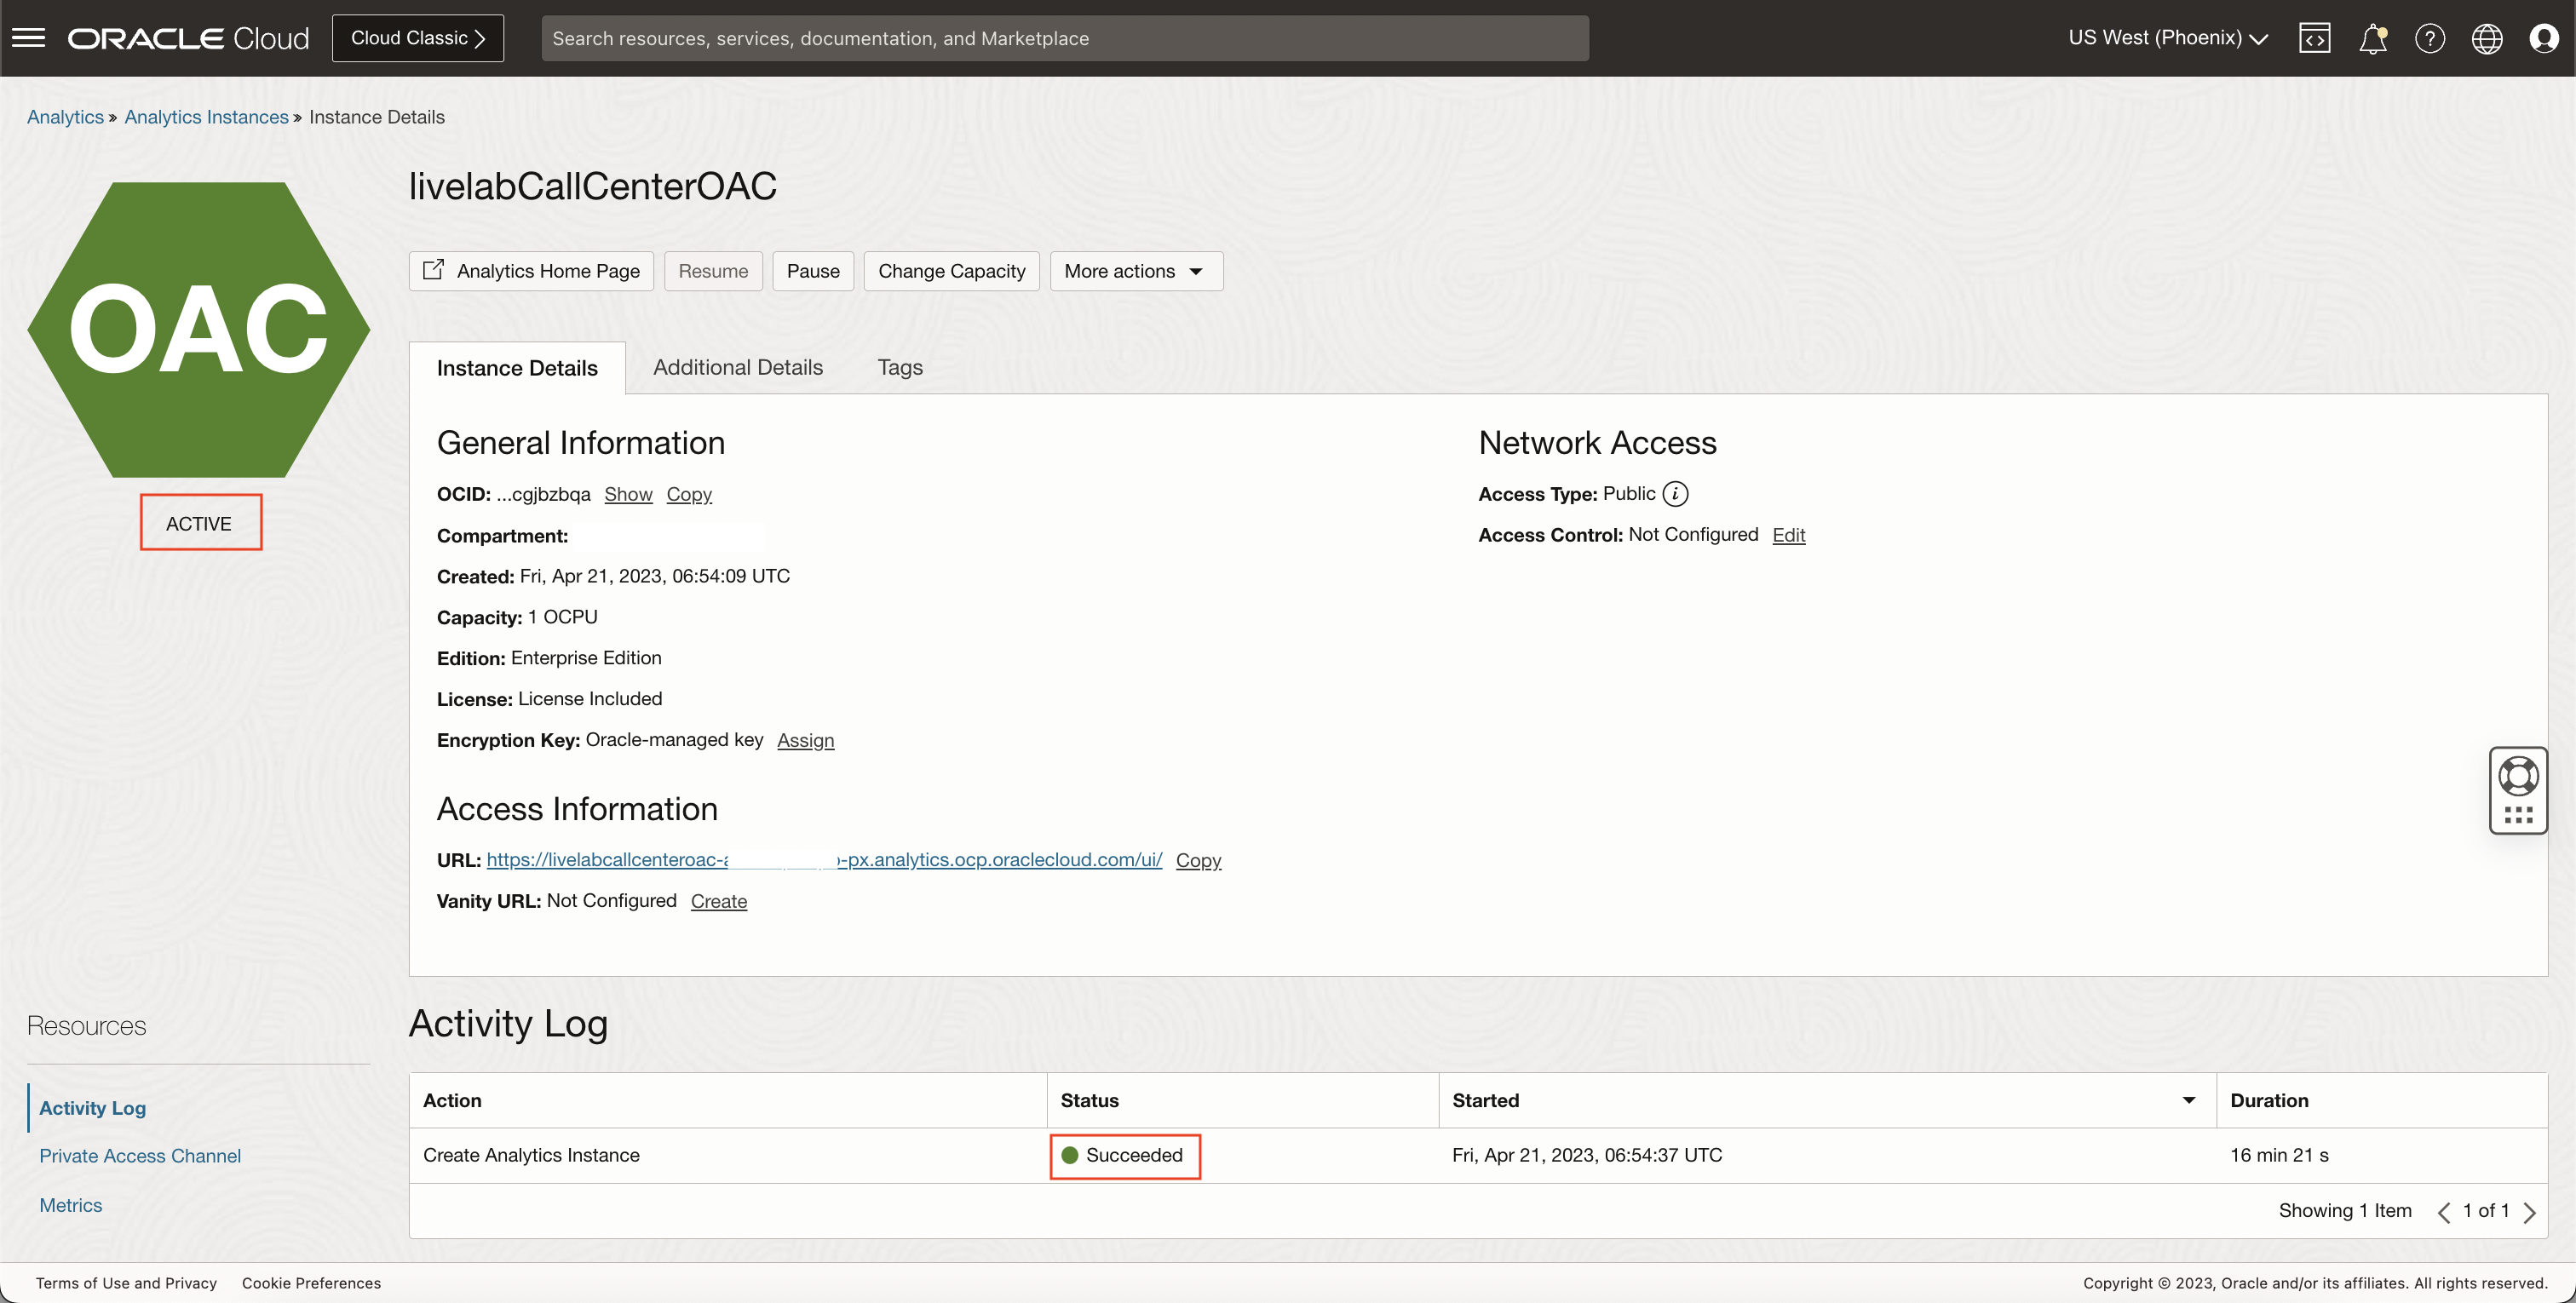 ORACLE Cloud Cloud Classic Search resources, services, documentation, and Marketplace US West (Phoenix)
Analytics » Analytics Instances » Instance Details
livelabCallCenterOAC
OAC
ACTIVE
Analytics Home Page Resume Pause Change Capacity More actions
Instance Details Additional Details Tags
General Information
OCID: ...cgjbzbqa Show Copy
Compartment:
Created: Fri, Apr 21, 2023, 06:54:09 UTC
Capacity: 1 OCPU
Edition: Enterprise Edition
License: License Included
Encryption Key: Oracle-managed key Assign
Network Access
Access Type: Public
Access Control: Not Configured Edit
Access Information
URL: https://livelabcallcenteroac- -px.analytics.ocp.oraclecloud.com/ui/ Copy
Vanity URL: Not Configured Create
Resources
Activity Log
Private Access Channel
Metrics
Activity Log
Action Status Started Duration
Create Analytics Instance Succeeded Fri, Apr 21, 2023, 06:54:37 UTC 16 min 21 s
Showing 1 Item 1 of 1
Terms of Use and Privacy Cookie Preferences Copyright © 2023, Oracle and/or its affiliates. All rights reserved.